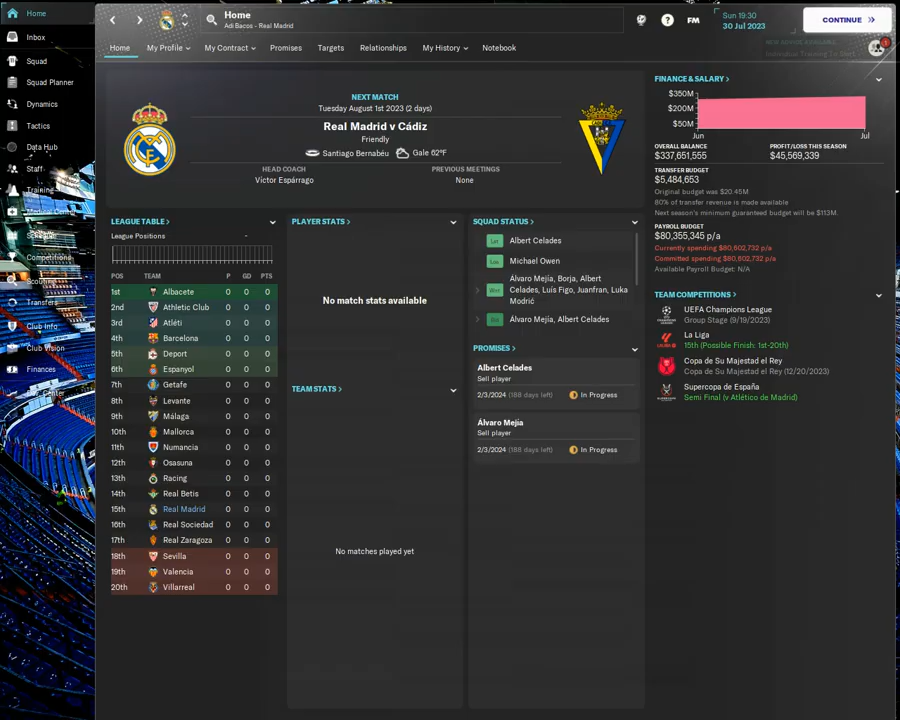 Home
Inbox
Squad
Squad Planner
Dynamics
Tactics
Data Hub
Staff
Training
Competitions
Scouting
Transfers
Club Info
Club Vision
Finances
Home
Adi Bacos - Real Madrid
?
FM
Sun 19:30
30 Jul 2023
CONTINUE
Home
My Profile
My Contract
Promises
Targets
Relationships
My History
Notebook
1
NEXT MATCH
Tuesday August 1st 2023 (2 days)
Real Madrid v Cádiz
Friendly
Santiago Bernabéu
Gale 62°F
HEAD COACH
Víctor Espárrago
PREVIOUS MEETINGS
None
LEAGUE TABLE
League Positions
-
POS TEAM P GD PTS
1st Albacete 0 0 0
2nd Athletic Club 0 0 0
3rd Atléti 0 0 0
4th Barcelona 0 0 0
5th Deport 0 0 0
6th Espanyol 0 0 0
7th Getafe 0 0 0
8th Levante 0 0 0
9th Málaga 0 0 0
10th Mallorca 0 0 0
11th Numancia 0 0 0
12th Osasuna 0 0 0
13th Racing 0 0 0
14th Real Betis 0 0 0
15th Real Madrid 0 0 0
16th Real Sociedad 0 0 0
17th Real Zaragoza 0 0 0
18th Sevilla 0 0 0
19th Valencia 0 0 0
20th Villarreal 0 0 0
PLAYER STATS
No match stats available
TEAM STATS
No matches played yet
SQUAD STATUS
Lst Albert Celades
Michael Owen
Wnt Álvaro Mejía, Borja, Albert
Celades, Luis Figo, Juanfran, Luka
Modrić
Álvaro Mejía, Albert Celades
PROMISES
Albert Celades
Sell player
2/3/2024 (188 days left) In Progress
Álvaro Mejía
Sell player
2/3/2024 (188 days left) In Progress
FINANCE & SALARY
$350M
$200M
$50M
Jun
Jul
OVERALL BALANCE
$337,651,555
PROFIT/LOSS THIS SEASON
$45,569,339
TRANSFER BUDGET
$5,484,653
Original budget was $20.45M
80% of transfer revenue is made available
Next season's minimum guaranteed budget will be $113M
PAYROLL BUDGET
$80,355,345 p/a
Currently spending $80,602,732 p/a
Committed spending $80,602,732 p/a
Available Payroll Budget: N/A
TEAM COMPETITIONS
UEFA Champions League
Group Stage (9/19/2023)
La Liga
15th (Possible Finish: 1st-20th)
Copa de Su Majestad el Rey
Copa de Su Majestad el Rey (12/20/2023)
Supercopa de España
Semi Final (v Atlético de Madrid)